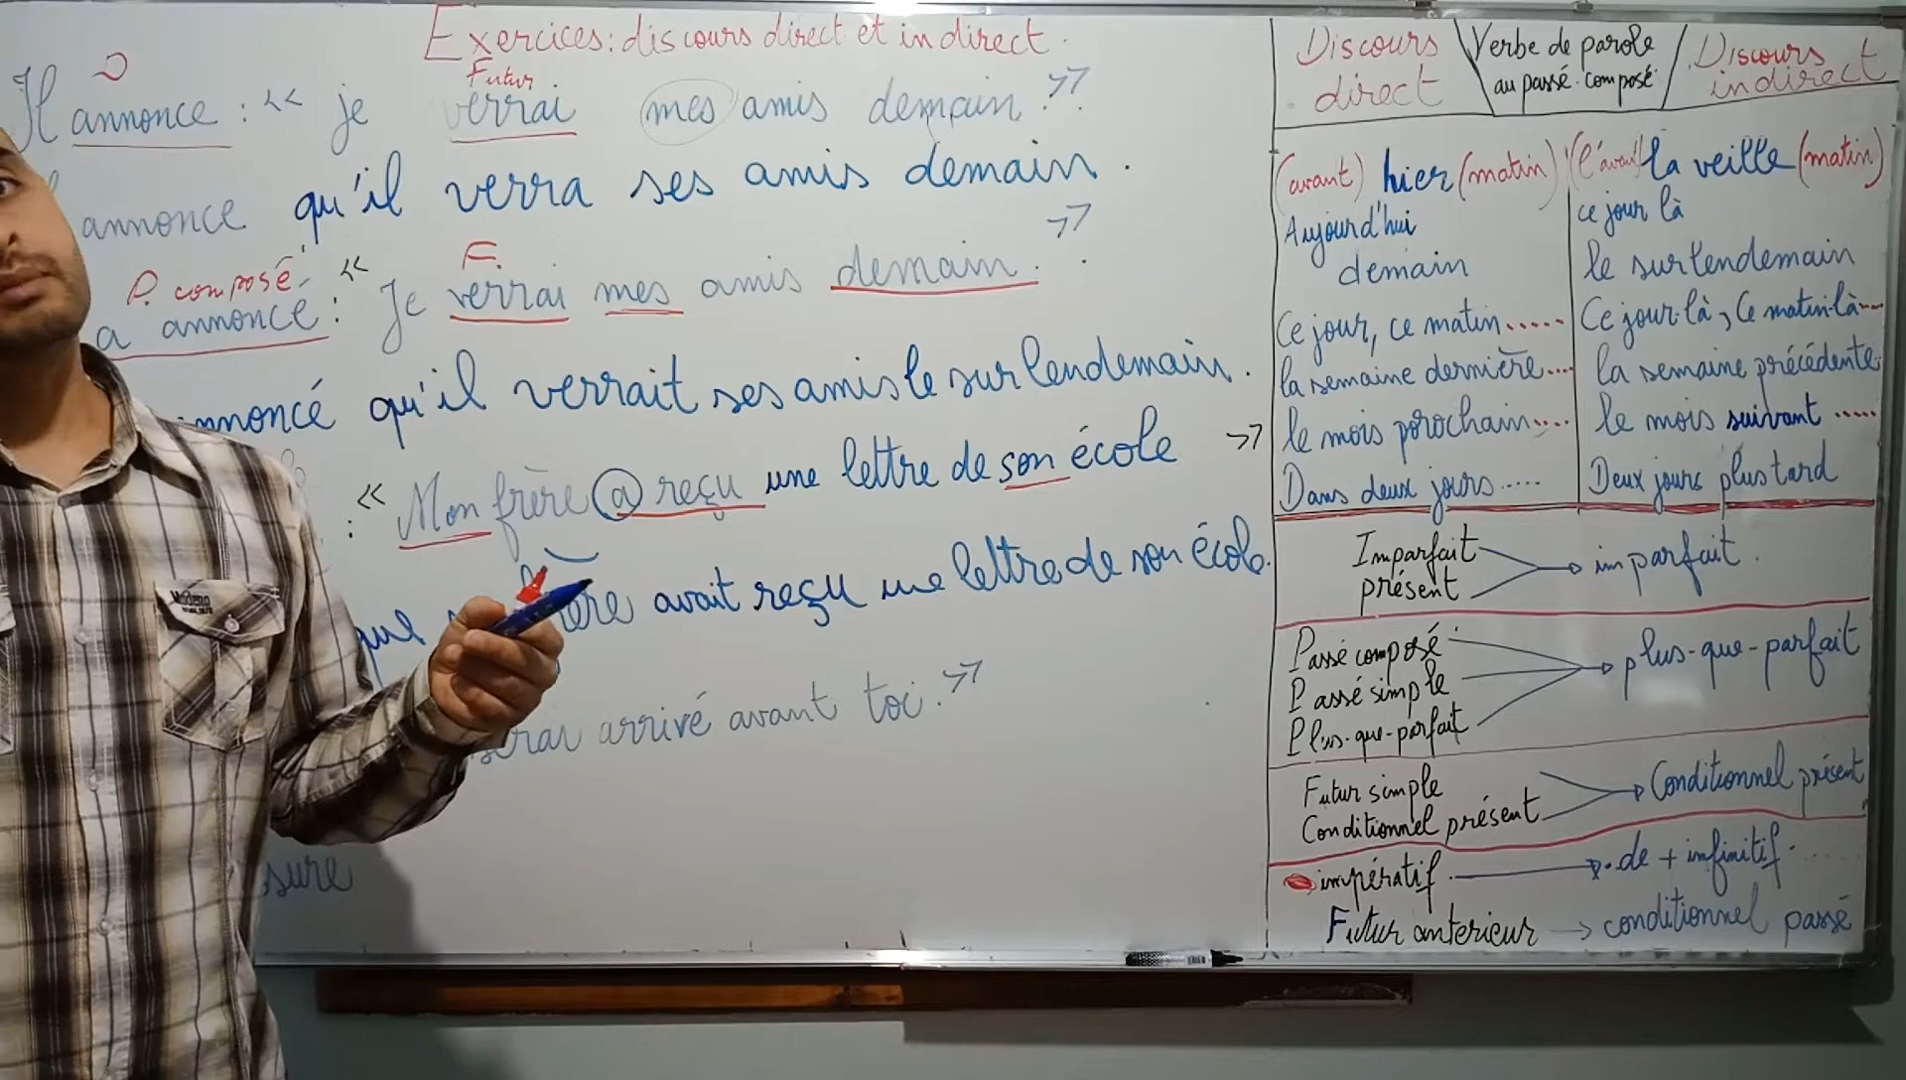 Exercices: discours direct et indirect.
Futur
Il annonce : << je verrai mes amis demain. >>
annonce qu'il verra ses amis demain.
P. composé
F.
a annoncé : << Je verrai mes amis demain. >>
annoncé qu'il verrait ses amis le surlendemain.
: << Mon frère a reçu une lettre de son école >>
que avait reçu une lettre de son école.
serai arrivé avant toi. >>
Discours direct
Verbe de parole au passé composé
Discours indirect
(avant) hier (matin)
la veille (matin)
Aujourd'hui
ce jour là
demain
le surlendemain
Ce jour, ce matin.....
Ce jour-là, Ce matin-là....
la semaine dernière....
la semaine précédente.
le mois porochain....
le mois suivant .....
Dans deux jours.....
Deux jours plus tard
Imparfait
présent
imparfait.
Passé composé
Passé simple
Plus-que-parfait
plus-que-parfait
Futur simple
Conditionnel présent
Conditionnel présent
impératif
de + infinitif.
Futur anterieur → conditionnel passé